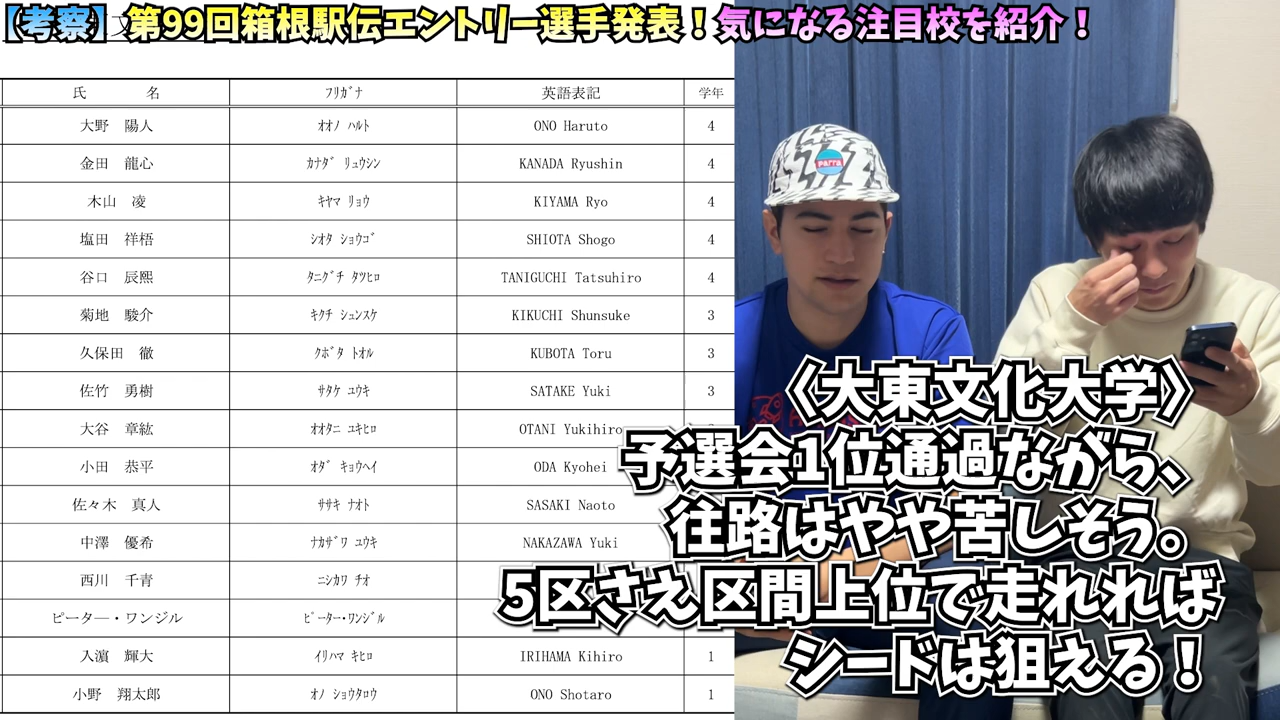 【考察】第99回箱根駅伝エントリー選手発表！気になる注目校を紹介！
氏 名 ﾌﾘｶﾞﾅ 英語表記 学年
大野 陽人 ｵｵﾉ ﾊﾙﾄ ONO Haruto 4
金田 龍心 ｶﾅﾀﾞ ﾘｭｳｼﾝ KANADA Ryushin 4
木山 凌 ｷﾔﾏ ﾘｮｳ KIYAMA Ryo 4
塩田 祥梧 ｼｵﾀ ｼｮｳｺﾞ SHIOTA Shogo 4
谷口 辰熙 ﾀﾆｸﾞﾁ ﾀﾂﾋﾛ TANIGUCHI Tatsuhiro 4
菊地 駿介 ｷｸﾁ ｼｭﾝｽｹ KIKUCHI Shunsuke 3
久保田 徹 ｸﾎﾞﾀ ﾄｵﾙ KUBOTA Toru 3
佐竹 勇樹 ｻﾀｹ ﾕｳｷ SATAKE Yuki 3
大谷 章紘 ｵｵﾀﾆ ﾕｷﾋﾛ OTANI Yukihiro
小田 恭平 ｵﾀﾞ ｷｮｳﾍｲ ODA Kyohei
佐々木 真人 ｻｻｷ ﾅｵﾄ SASAKI Naoto
中澤 優希 ﾅｶｻﾞﾜ ﾕｳｷ NAKAZAWA Yuki
西川 千青 ﾆｼｶﾜ ﾁｵ
ピーター・ワンジル ﾋﾟｰﾀｰ･ﾜﾝｼﾞﾙ
入濵 輝大 ｲﾘﾊﾏ ｷﾋﾛ IRIHAMA Kihiro 1
小野 翔太郎 ｵﾉ ｼｮｳﾀﾛｳ ONO Shotaro 1
PARRA
〈大東文化大学〉
予選会1位通過ながら、
往路はやや苦しそう。
5区さえ区間上位で走れれば
シードは狙える！